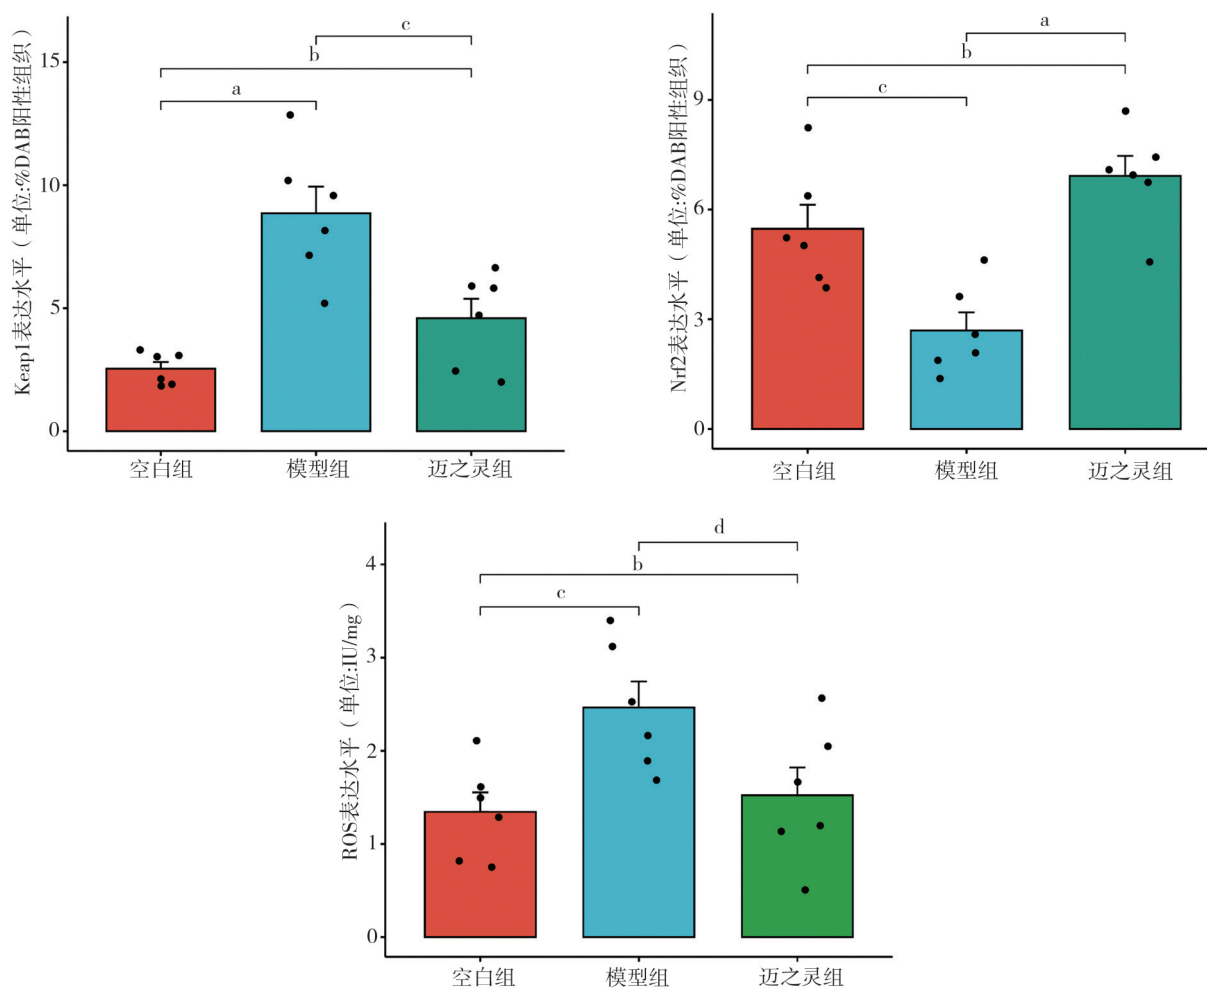 Keap1表达水平（单位:%DAB阳性组织）
15
10
5
0
c
b
a
空白组
模型组
迈之灵组
Nrf2表达水平（单位:%DAB阳性组织）
9
6
3
0
a
b
c
空白组
模型组
迈之灵组
ROS表达水平（单位:IU/mg）
4
3
2
1
0
d
b
c
空白组
模型组
迈之灵组